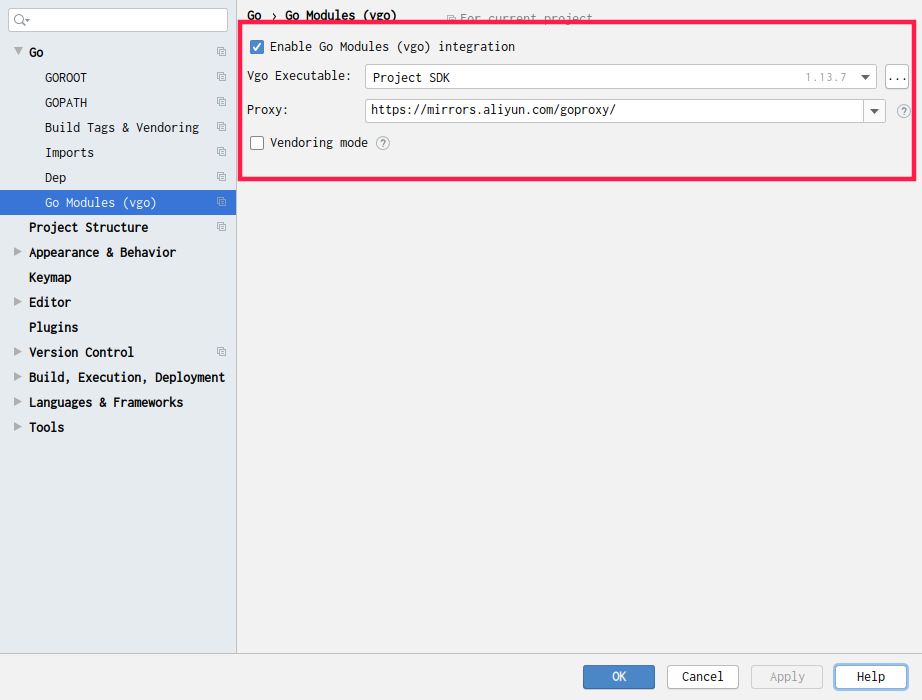 Go › Go Modules (vgo) For current project
Go
GOROOT
GOPATH
Build Tags & Vendoring
Imports
Dep
Go Modules (vgo)
Project Structure
Appearance & Behavior
Keymap
Editor
Plugins
Version Control
Build, Execution, Deployment
Languages & Frameworks
Tools
Enable Go Modules (vgo) integration
Vgo Executable: Project SDK 1.13.7 ...
Proxy: https://mirrors.aliyun.com/goproxy/ ?
Vendoring mode ?
OK Cancel Apply Help